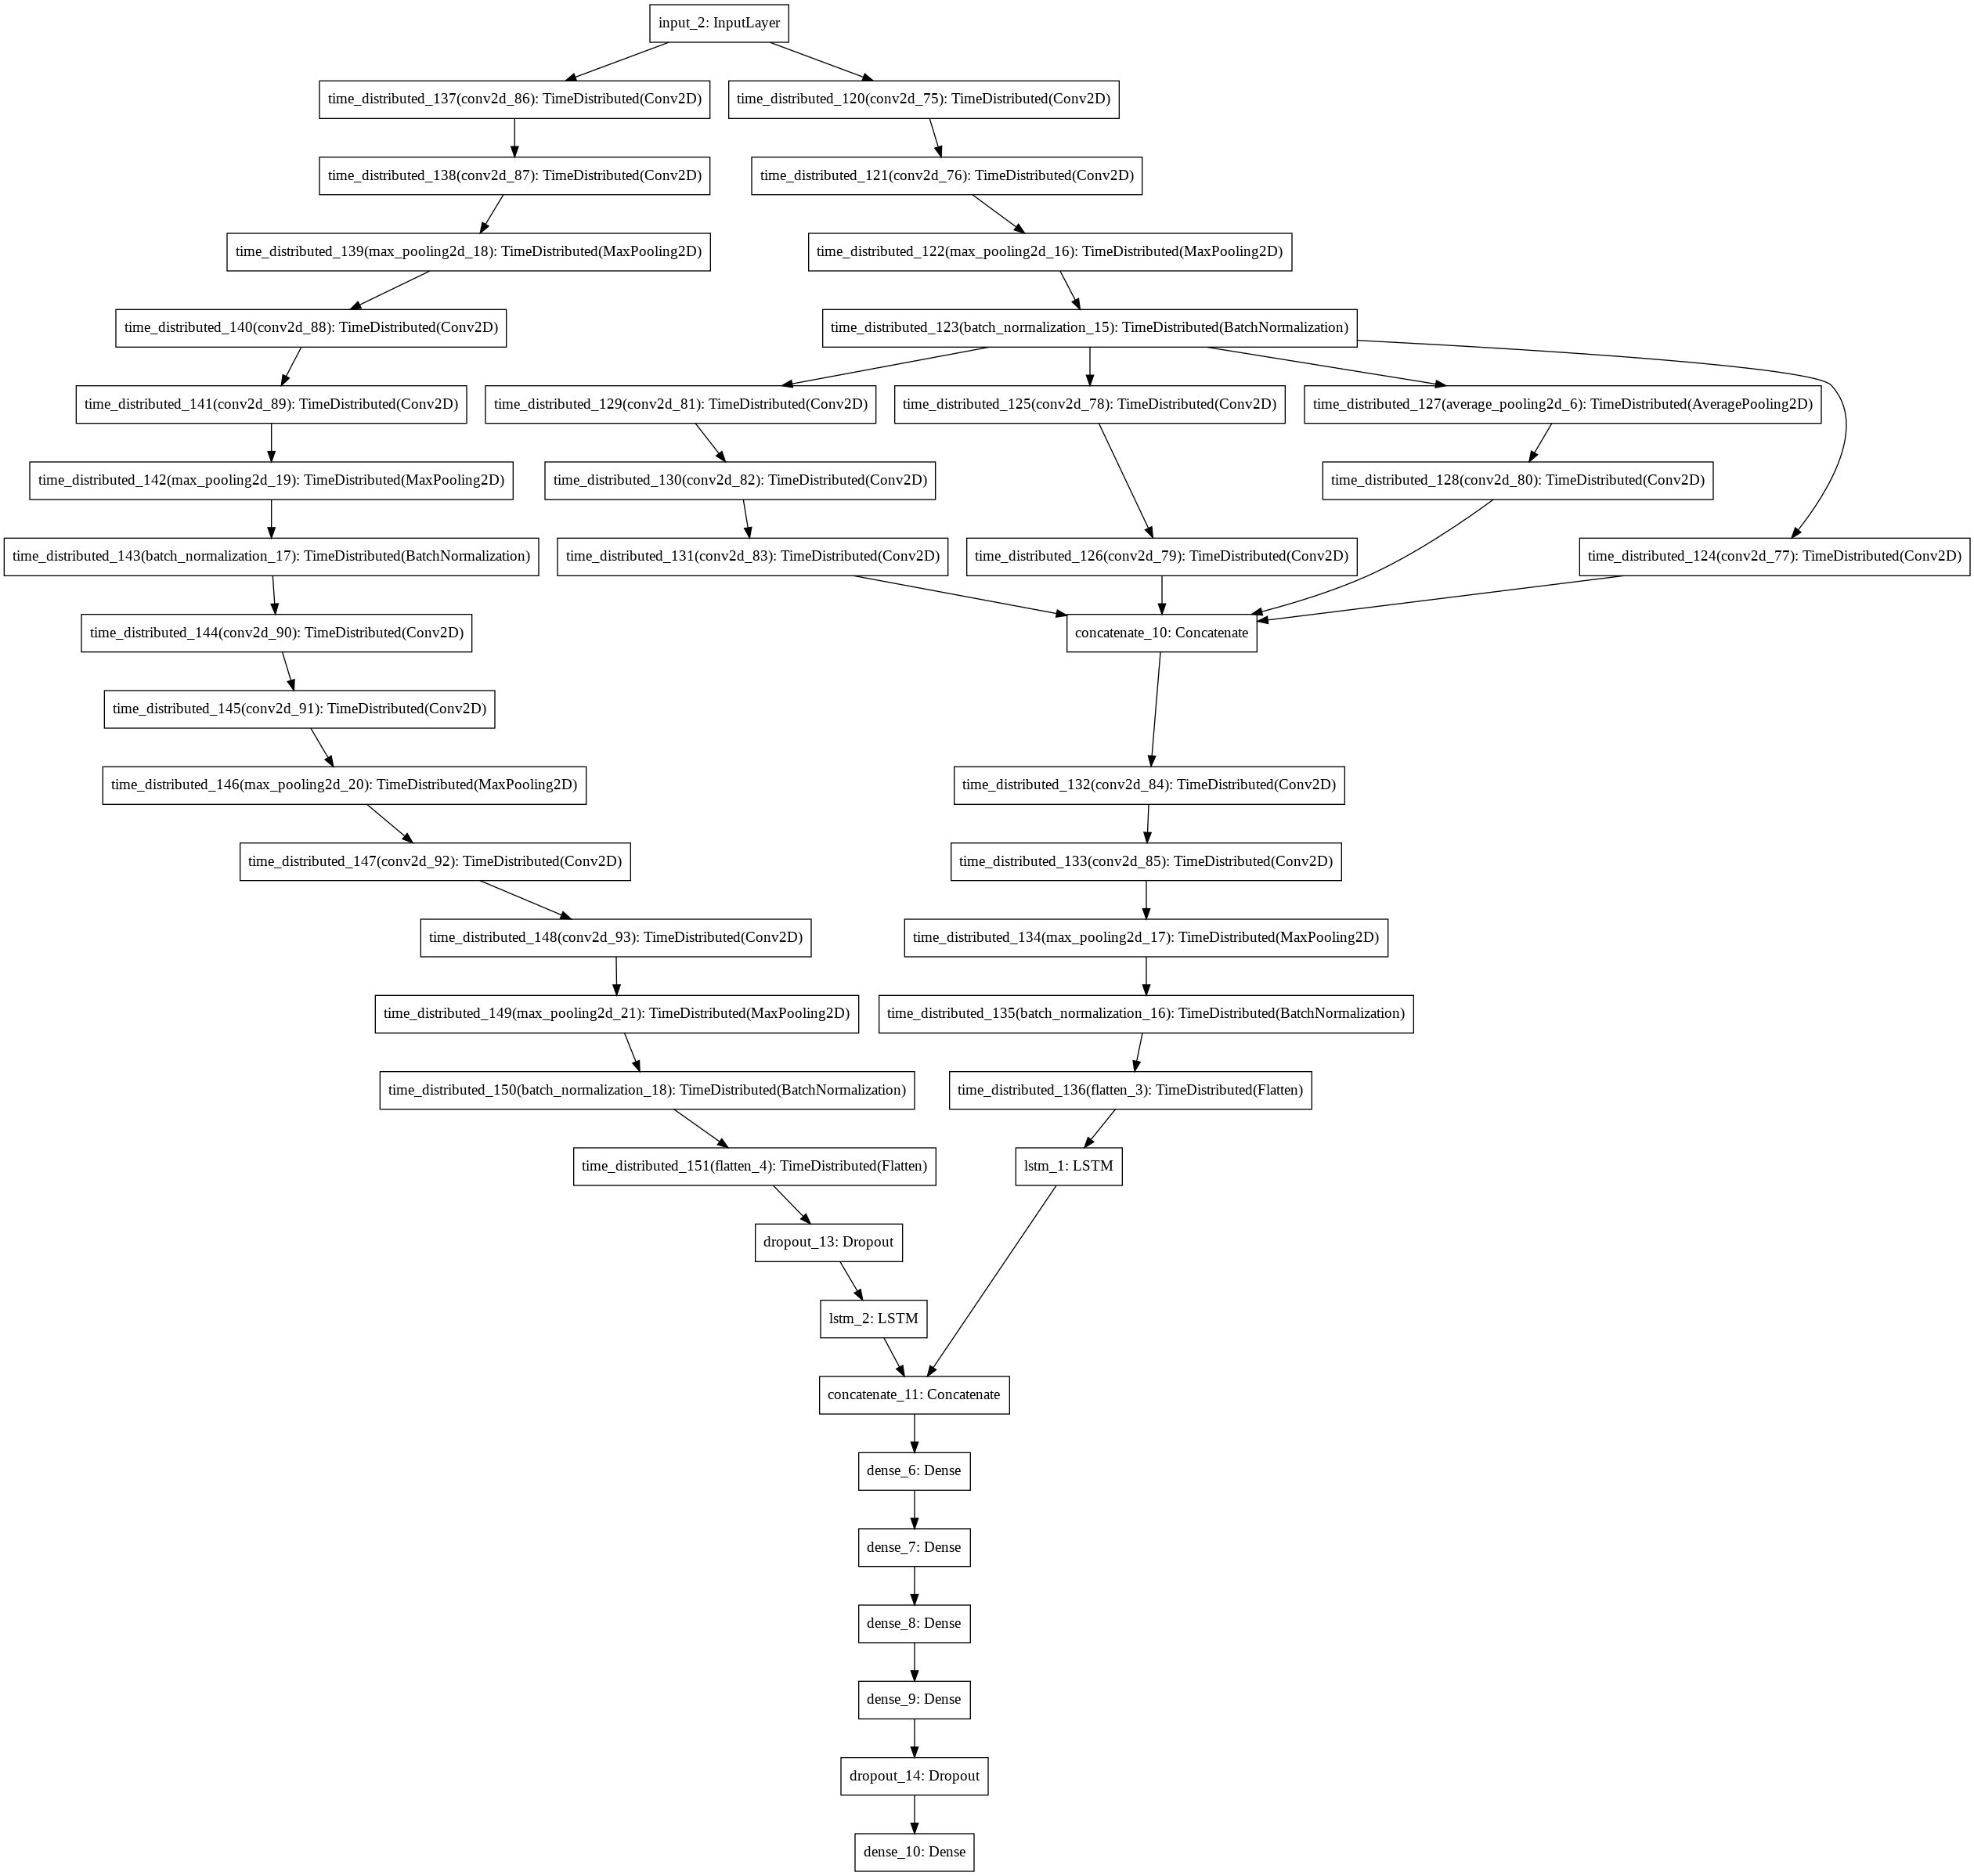 input_2: InputLayer
time_distributed_137(conv2d_86): TimeDistributed(Conv2D)
time_distributed_120(conv2d_75): TimeDistributed(Conv2D)
time_distributed_138(conv2d_87): TimeDistributed(Conv2D)
time_distributed_121(conv2d_76): TimeDistributed(Conv2D)
time_distributed_139(max_pooling2d_18): TimeDistributed(MaxPooling2D)
time_distributed_122(max_pooling2d_16): TimeDistributed(MaxPooling2D)
time_distributed_140(conv2d_88): TimeDistributed(Conv2D)
time_distributed_123(batch_normalization_15): TimeDistributed(BatchNormalization)
time_distributed_141(conv2d_89): TimeDistributed(Conv2D)
time_distributed_129(conv2d_81): TimeDistributed(Conv2D)
time_distributed_125(conv2d_78): TimeDistributed(Conv2D)
time_distributed_127(average_pooling2d_6): TimeDistributed(AveragePooling2D)
time_distributed_142(max_pooling2d_19): TimeDistributed(MaxPooling2D)
time_distributed_130(conv2d_82): TimeDistributed(Conv2D)
time_distributed_128(conv2d_80): TimeDistributed(Conv2D)
time_distributed_143(batch_normalization_17): TimeDistributed(BatchNormalization)
time_distributed_131(conv2d_83): TimeDistributed(Conv2D)
time_distributed_126(conv2d_79): TimeDistributed(Conv2D)
time_distributed_124(conv2d_77): TimeDistributed(Conv2D)
time_distributed_144(conv2d_90): TimeDistributed(Conv2D)
concatenate_10: Concatenate
time_distributed_145(conv2d_91): TimeDistributed(Conv2D)
time_distributed_146(max_pooling2d_20): TimeDistributed(MaxPooling2D)
time_distributed_132(conv2d_84): TimeDistributed(Conv2D)
time_distributed_147(conv2d_92): TimeDistributed(Conv2D)
time_distributed_133(conv2d_85): TimeDistributed(Conv2D)
time_distributed_148(conv2d_93): TimeDistributed(Conv2D)
time_distributed_134(max_pooling2d_17): TimeDistributed(MaxPooling2D)
time_distributed_149(max_pooling2d_21): TimeDistributed(MaxPooling2D)
time_distributed_135(batch_normalization_16): TimeDistributed(BatchNormalization)
time_distributed_150(batch_normalization_18): TimeDistributed(BatchNormalization)
time_distributed_136(flatten_3): TimeDistributed(Flatten)
time_distributed_151(flatten_4): TimeDistributed(Flatten)
lstm_1: LSTM
dropout_13: Dropout
lstm_2: LSTM
concatenate_11: Concatenate
dense_6: Dense
dense_7: Dense
dense_8: Dense
dense_9: Dense
dropout_14: Dropout
dense_10: Dense